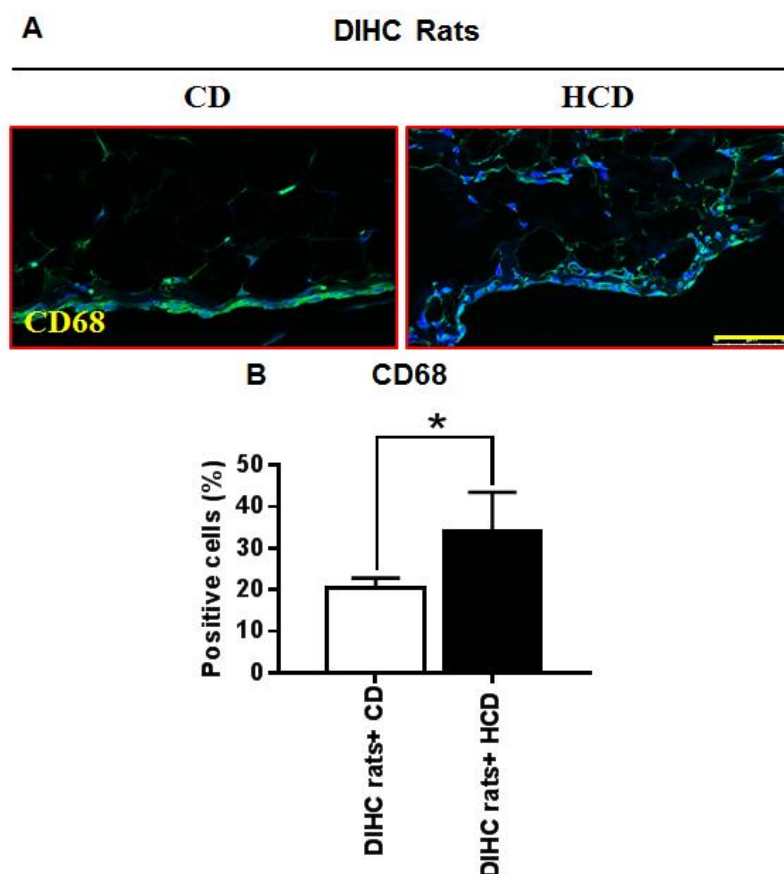 A
DIHC Rats
CD
HCD
CD68
B
CD68
*
50
40
30
20
10
0
Positive cells (%)
DIHC rats+ CD
DIHC rats+ HCD